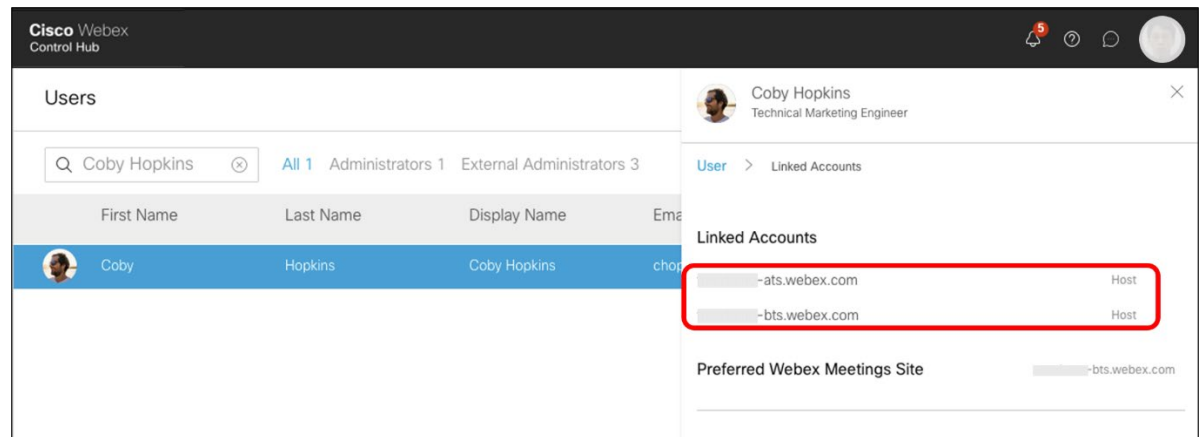 Cisco Webex
Control Hub
5
Users
Coby Hopkins
All 1 Administrators 1 External Administrators 3
First Name Last Name Display Name Ema
Coby Hopkins Coby Hopkins chop
Coby Hopkins
Technical Marketing Engineer
User > Linked Accounts
Linked Accounts
-ats.webex.com Host
-bts.webex.com Host
Preferred Webex Meetings Site -bts.webex.com